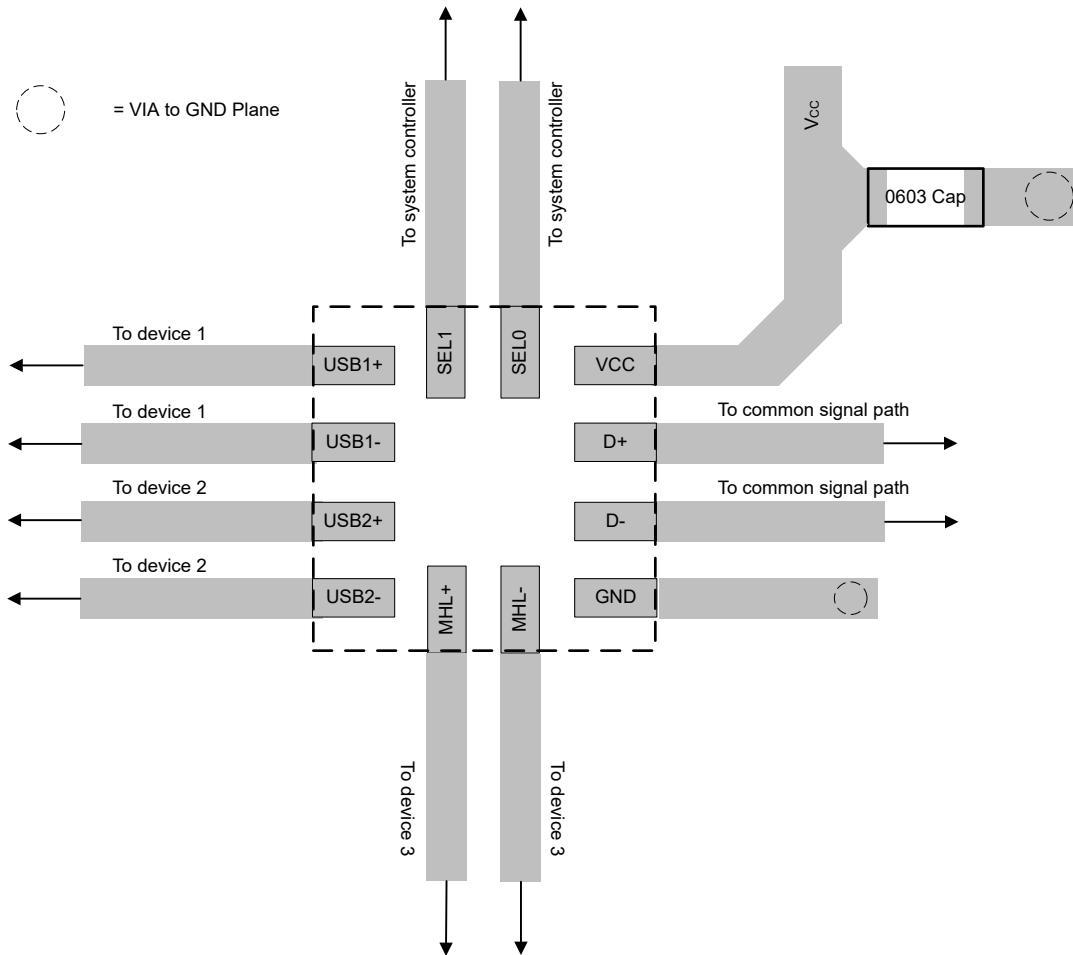 To system controller
To system controller
= VIA to GND Plane
Vcc
0603 Cap
SEL1
SEL0
To device 1
USB1+
VCC
To device 1
USB1-
D+
To common signal path
To device 2
USB2+
D-
To common signal path
To device 2
USB2-
MHL+
MHL-
GND
To device 3
To device 3